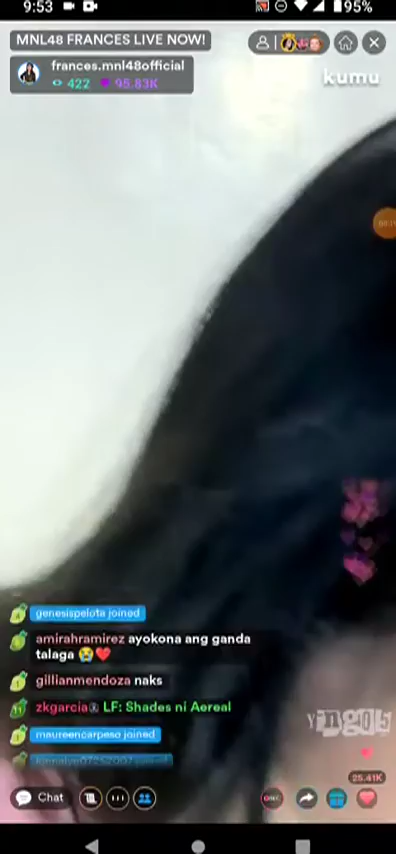 9:53
95%
MNL48 FRANCES LIVE NOW!
frances.mnl48official
422 95.83K
kumu
genesispelota joined
amirahramirez ayokona ang ganda
talaga 😭❤️
gillianmendoza naks
zkgarcia LF: Shades ni Aereal
maureencarpeso joined
25.41K
Chat